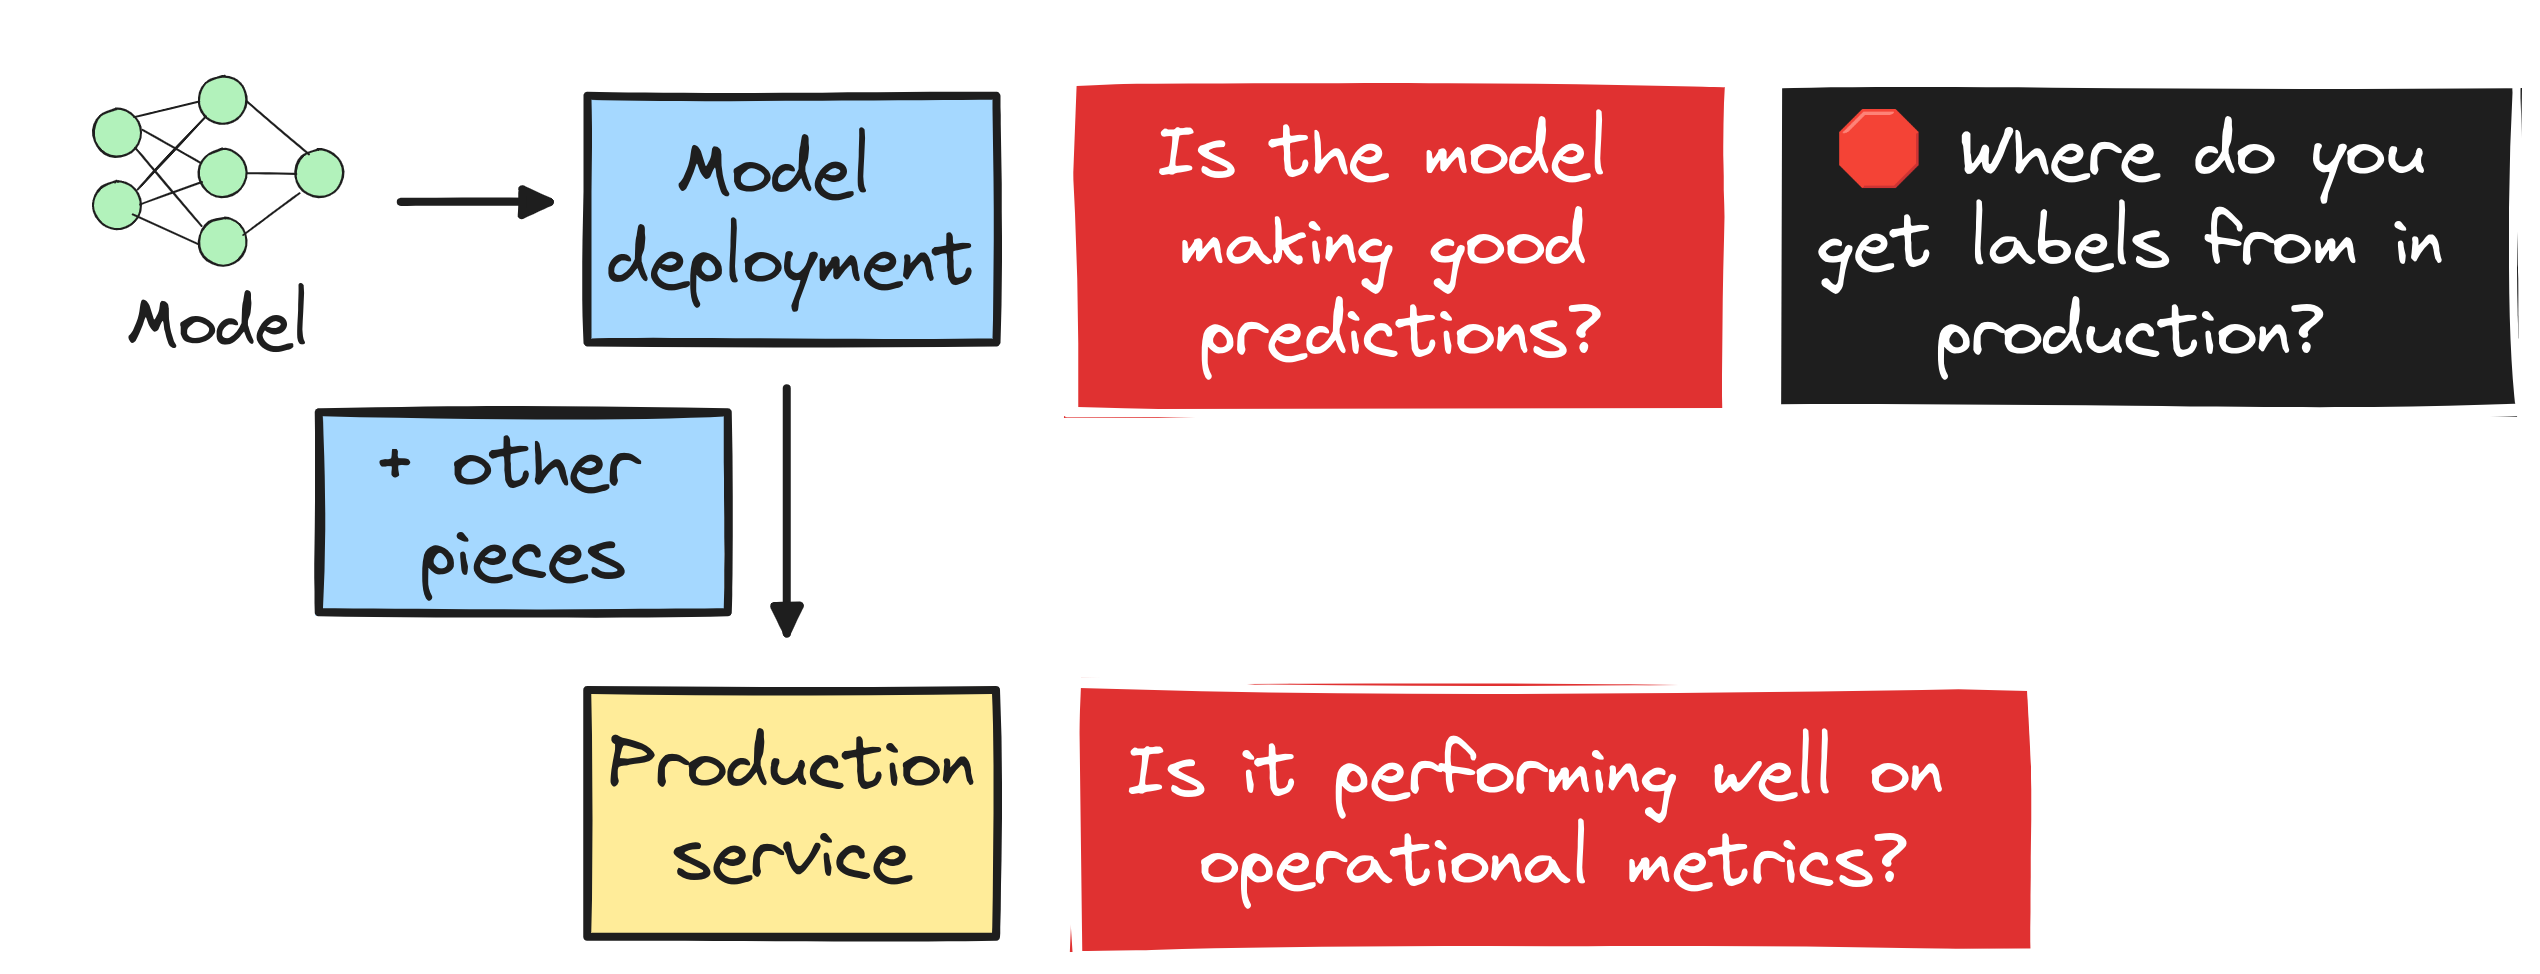 Model
Model
deployment
Is the model
making good
predictions?
🛑 Where do you
get labels from in
production?
+ other
pieces
Production
service
Is it performing well on
operational metrics?